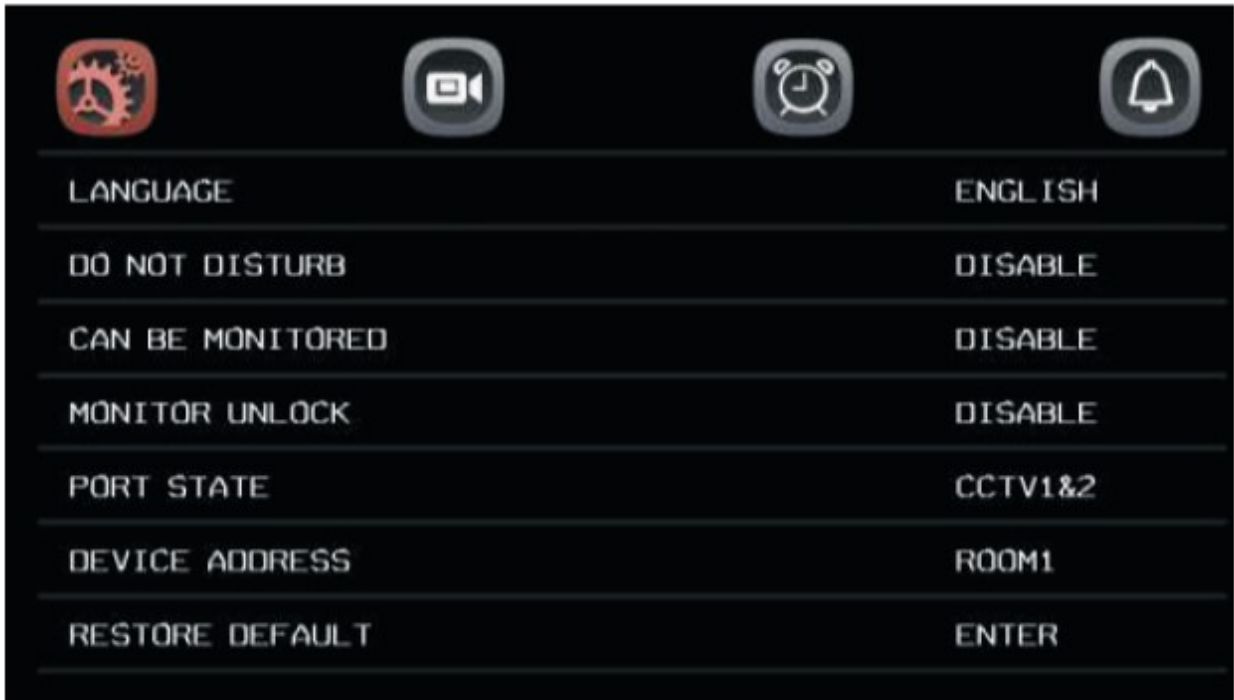 LANGUAGE ENGLISH
DO NOT DISTURB DISABLE
CAN BE MONITORED DISABLE
MONITOR UNLOCK DISABLE
PORT STATE CCTV1&2
DEVICE ADDRESS ROOM1
RESTORE DEFAULT ENTER